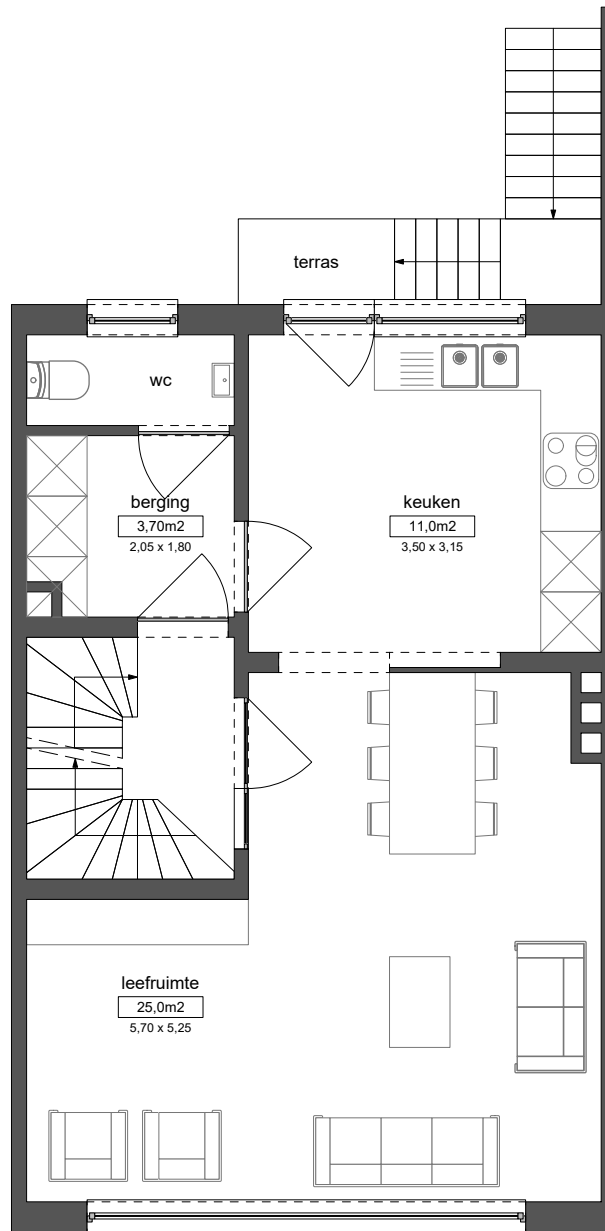 terras
wc
berging
3,70m2
2,05 x 1,80
keuken
11,0m2
3,50 x 3,15
leefruimte
25,0m2
5,70 x 5,25